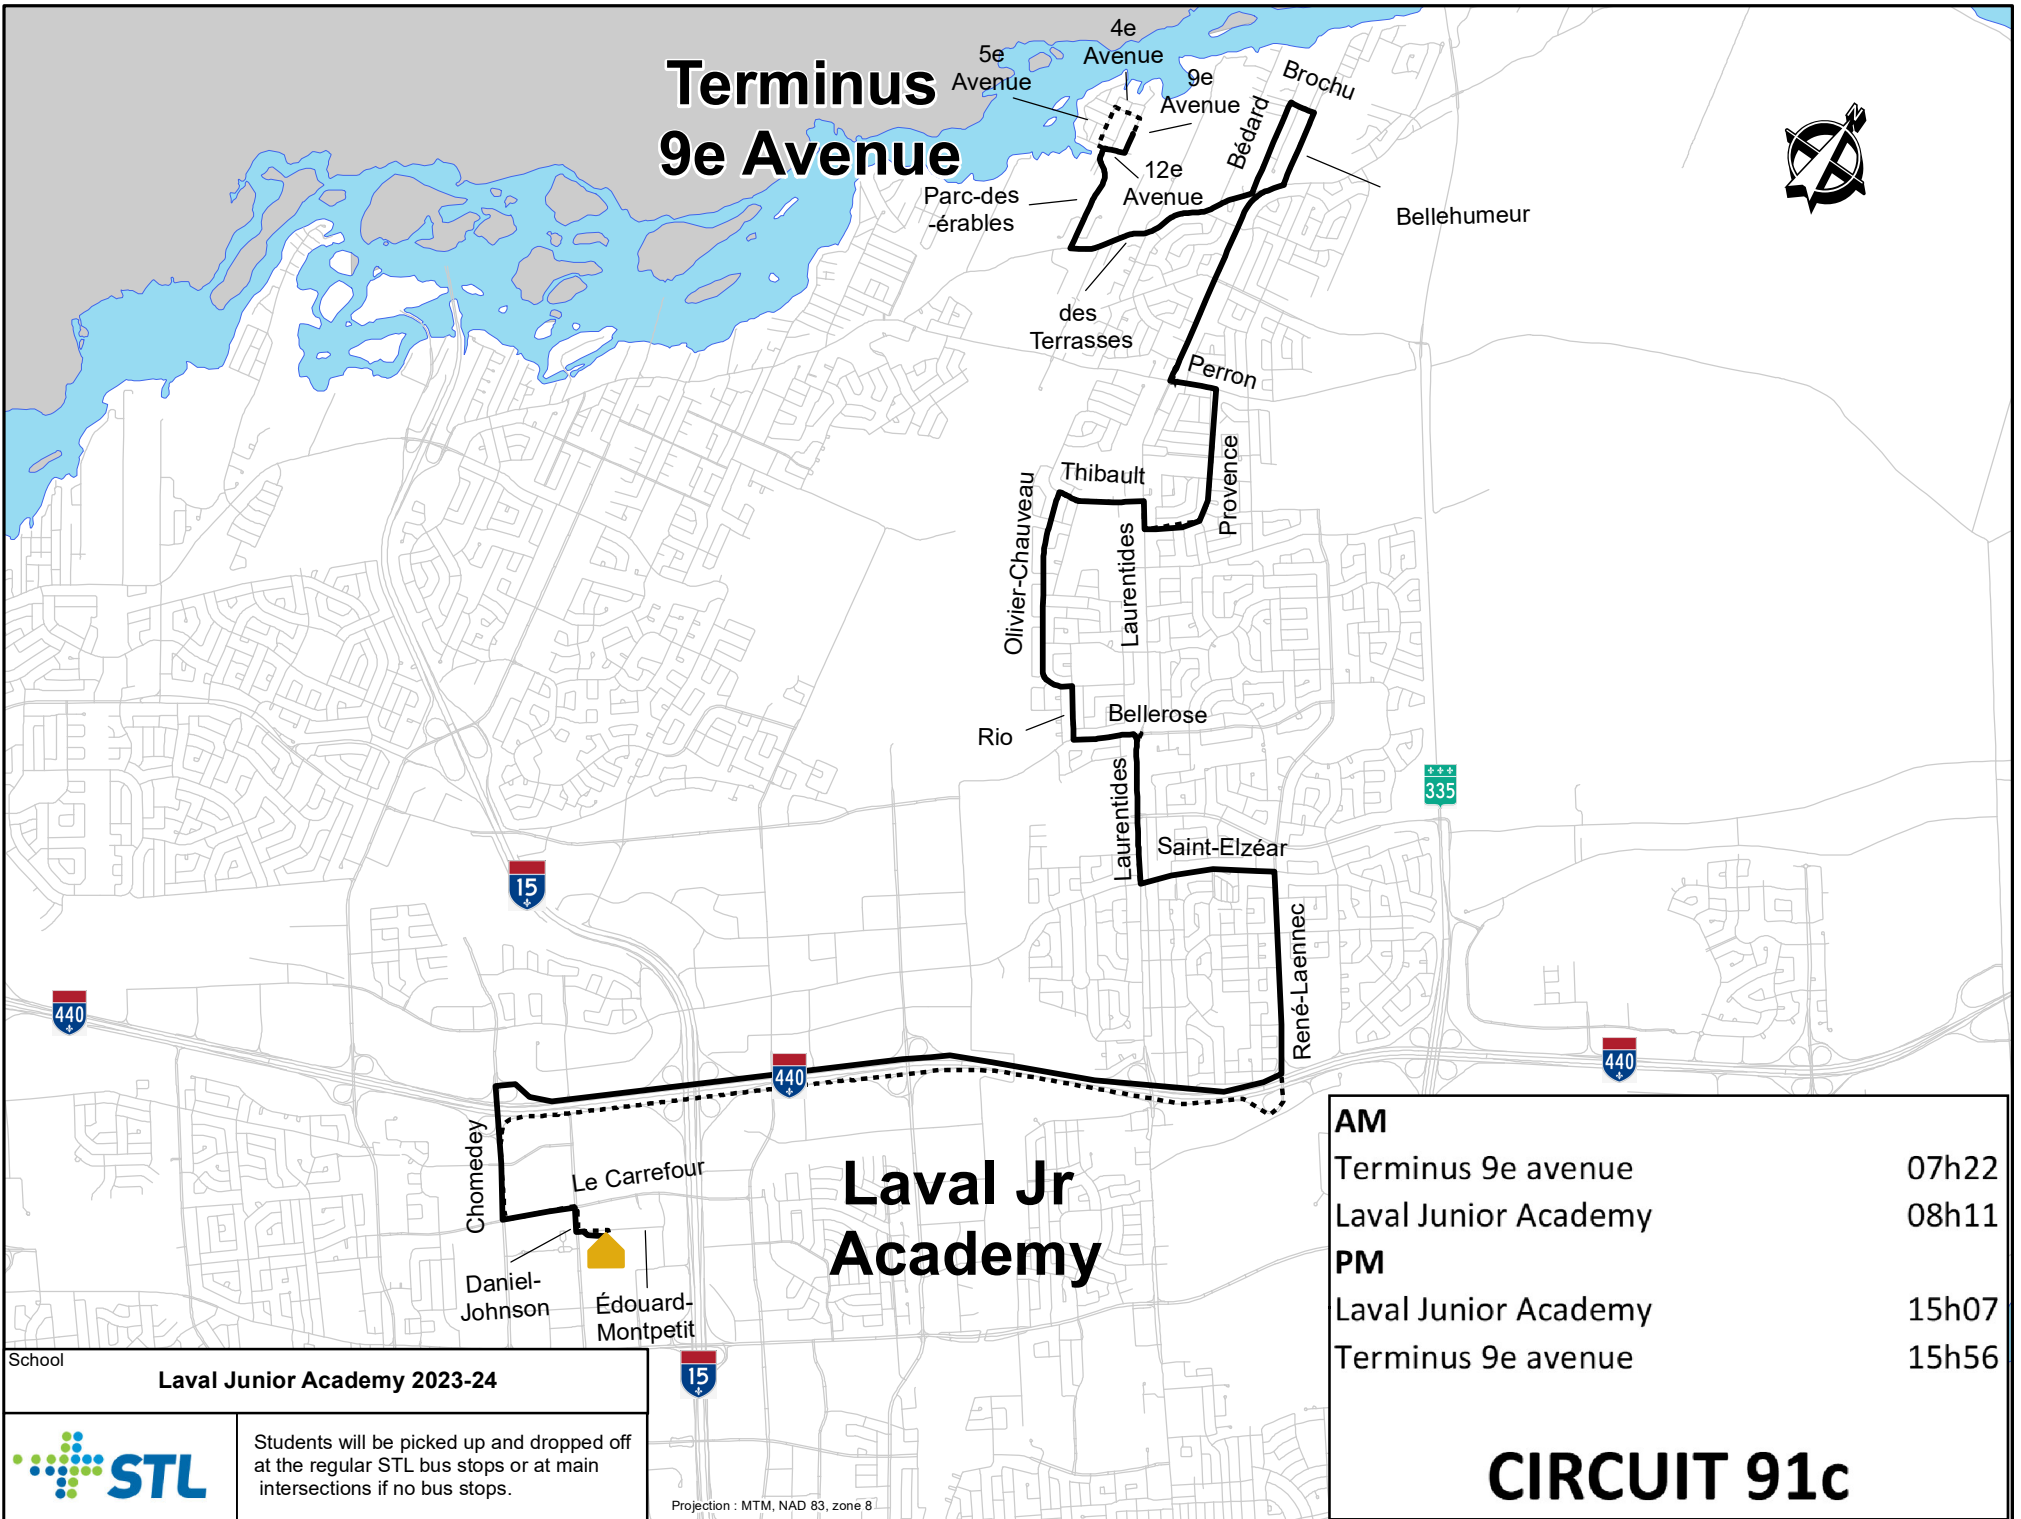 Terminus
9e Avenue
5e
Avenue
4e
Avenue
9e
Avenue
Brochu
Bédard
12e
Avenue
Parc-des
-érables
Bellehumeur
N
des
Terrasses
Perron
Provence
Thibault
Olivier-Chauveau
Laurentides
Rio
Bellerose
Laurentides
335
Saint-Elzéar
15
René-Laennec
440
440
440
Chomedey
Le Carrefour
Laval Jr
Academy
Daniel-
Johnson
Édouard-
Montpetit
15
AM
Terminus 9e avenue 07h22
Laval Junior Academy 08h11
PM
Laval Junior Academy 15h07
Terminus 9e avenue 15h56
CIRCUIT 91c
School
Laval Junior Academy 2023-24
STL
Students will be picked up and dropped off
at the regular STL bus stops or at main
intersections if no bus stops.
Projection : MTM, NAD 83, zone 8